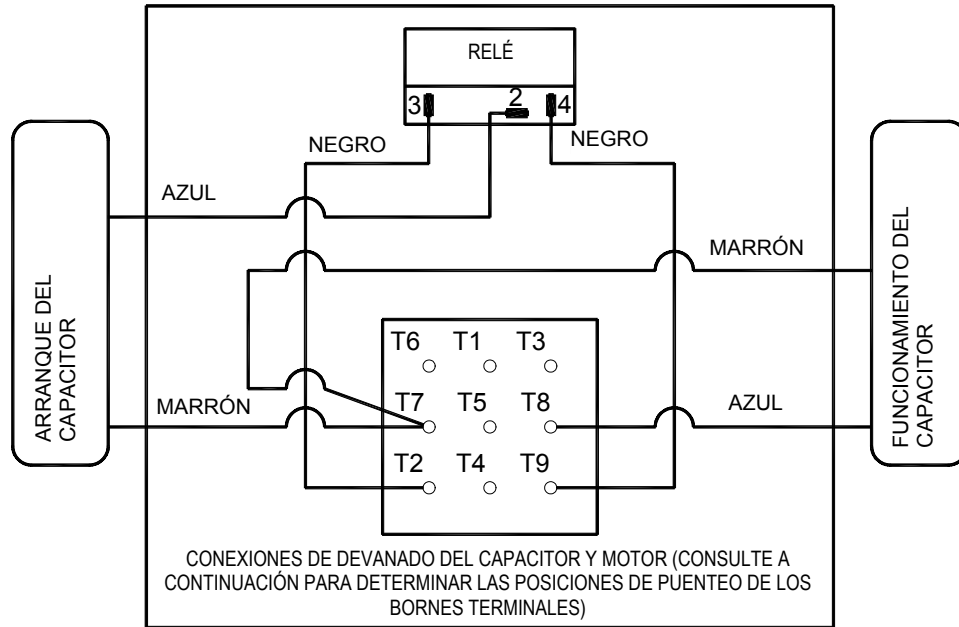 RELÉ
3 2 4
NEGRO NEGRO
AZUL
MARRÓN
ARRANQUE DEL
CAPACITOR
FUNCIONAMIENTO DEL
CAPACITOR
T6 T1 T3
MARRÓN T7 T5 T8 AZUL
T2 T4 T9
CONEXIONES DE DEVANADO DEL CAPACITOR Y MOTOR (CONSULTE A
CONTINUACIÓN PARA DETERMINAR LAS POSICIONES DE PUENTEO DE LOS
BORNES TERMINALES)